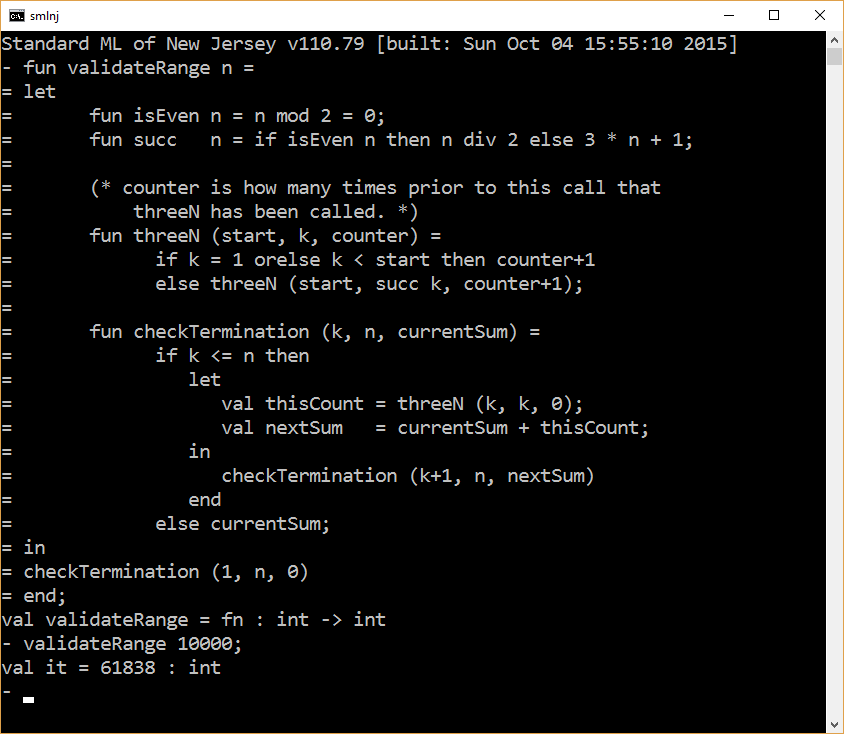 smlnj
Standard ML of New Jersey v110.79 [built: Sun Oct 04 15:55:10 2015]
- fun validateRange n =
= let
=       fun isEven n = n mod 2 = 0;
=       fun succ   n = if isEven n then n div 2 else 3 * n + 1;
=
=       (* counter is how many times prior to this call that
=           threeN has been called. *)
=       fun threeN (start, k, counter) =
=             if k = 1 orelse k < start then counter+1
=             else threeN (start, succ k, counter+1);
=
=       fun checkTermination (k, n, currentSum) =
=             if k <= n then
=                let
=                   val thisCount = threeN (k, k, 0);
=                   val nextSum   = currentSum + thisCount;
=                in
=                   checkTermination (k+1, n, nextSum)
=                end
=             else currentSum;
= in
= checkTermination (1, n, 0)
= end;
val validateRange = fn : int -> int
- validateRange 10000;
val it = 61838 : int
-